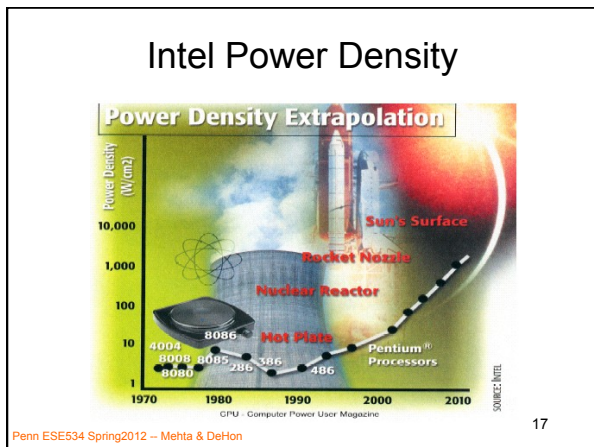 Intel Power Density
Power Density Extrapolation
Power Density
(W/cm2)
10,000
1,000
100
10
1
Sun's Surface
Rocket Nozzle
Nuclear Reactor
Hot Plate
4004
8008
8080
8085
8086
286
386
486
Pentium® Processors
1970
1980
1990
2000
2010
CPU - Computer Power User Magazine
SOURCE: INTEL
Penn ESE534 Spring2012 -- Mehta & DeHon
17